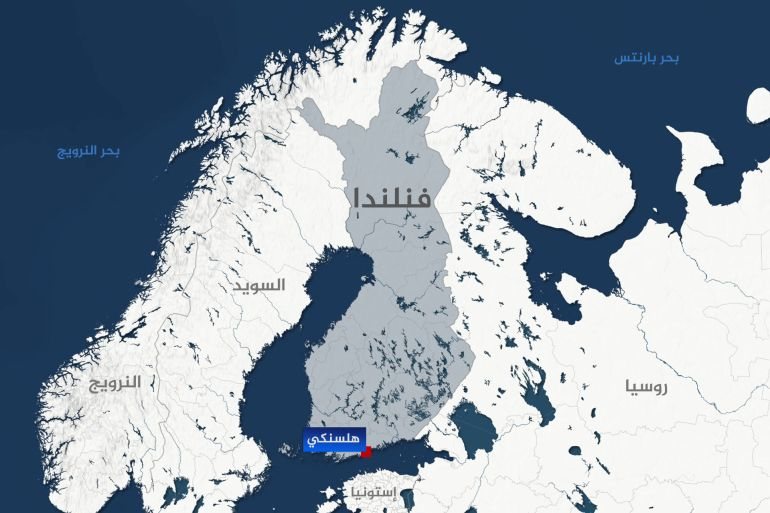 بحر بارنتس
بحر النرويج
فنلندا
السويد
النرويج
روسيا
هلسنكي
إستونيا